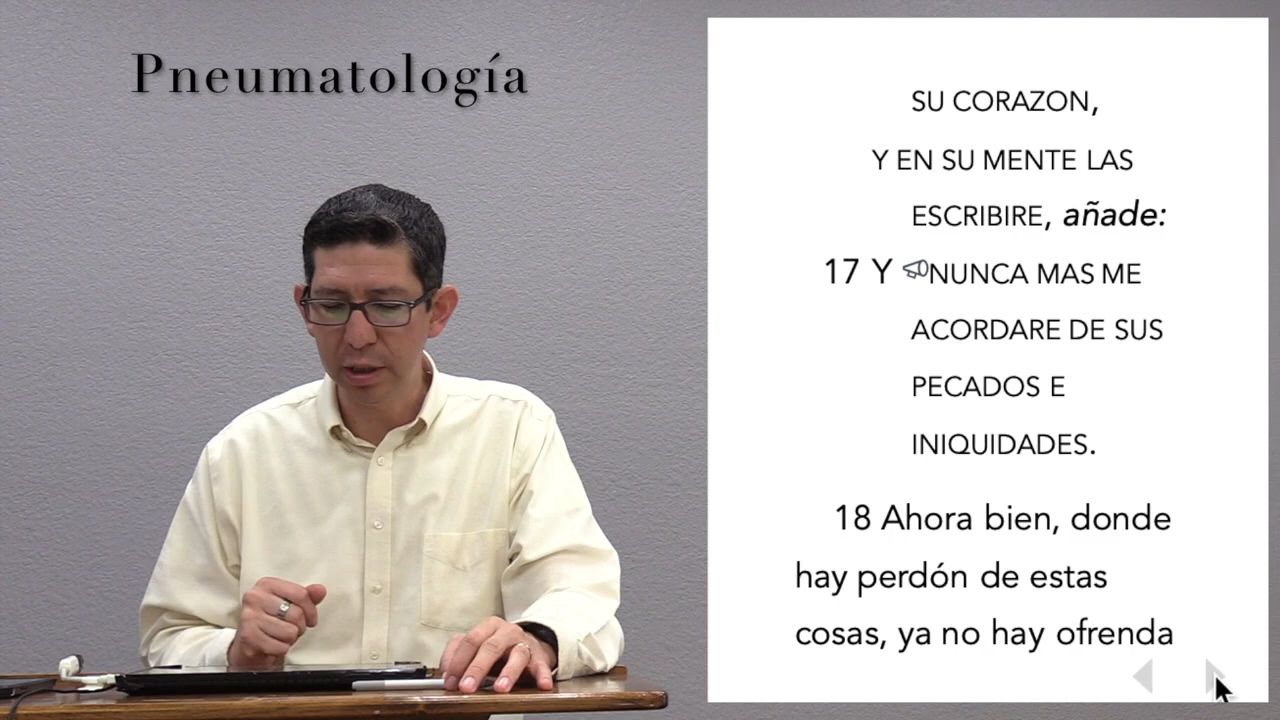 Pneumatología
SU CORAZON,
Y EN SU MENTE LAS
ESCRIBIRE, añade:
17 Y NUNCA MAS ME
ACORDARE DE SUS
PECADOS E
INIQUIDADES.
18 Ahora bien, donde
hay perdón de estas
cosas, ya no hay ofrenda